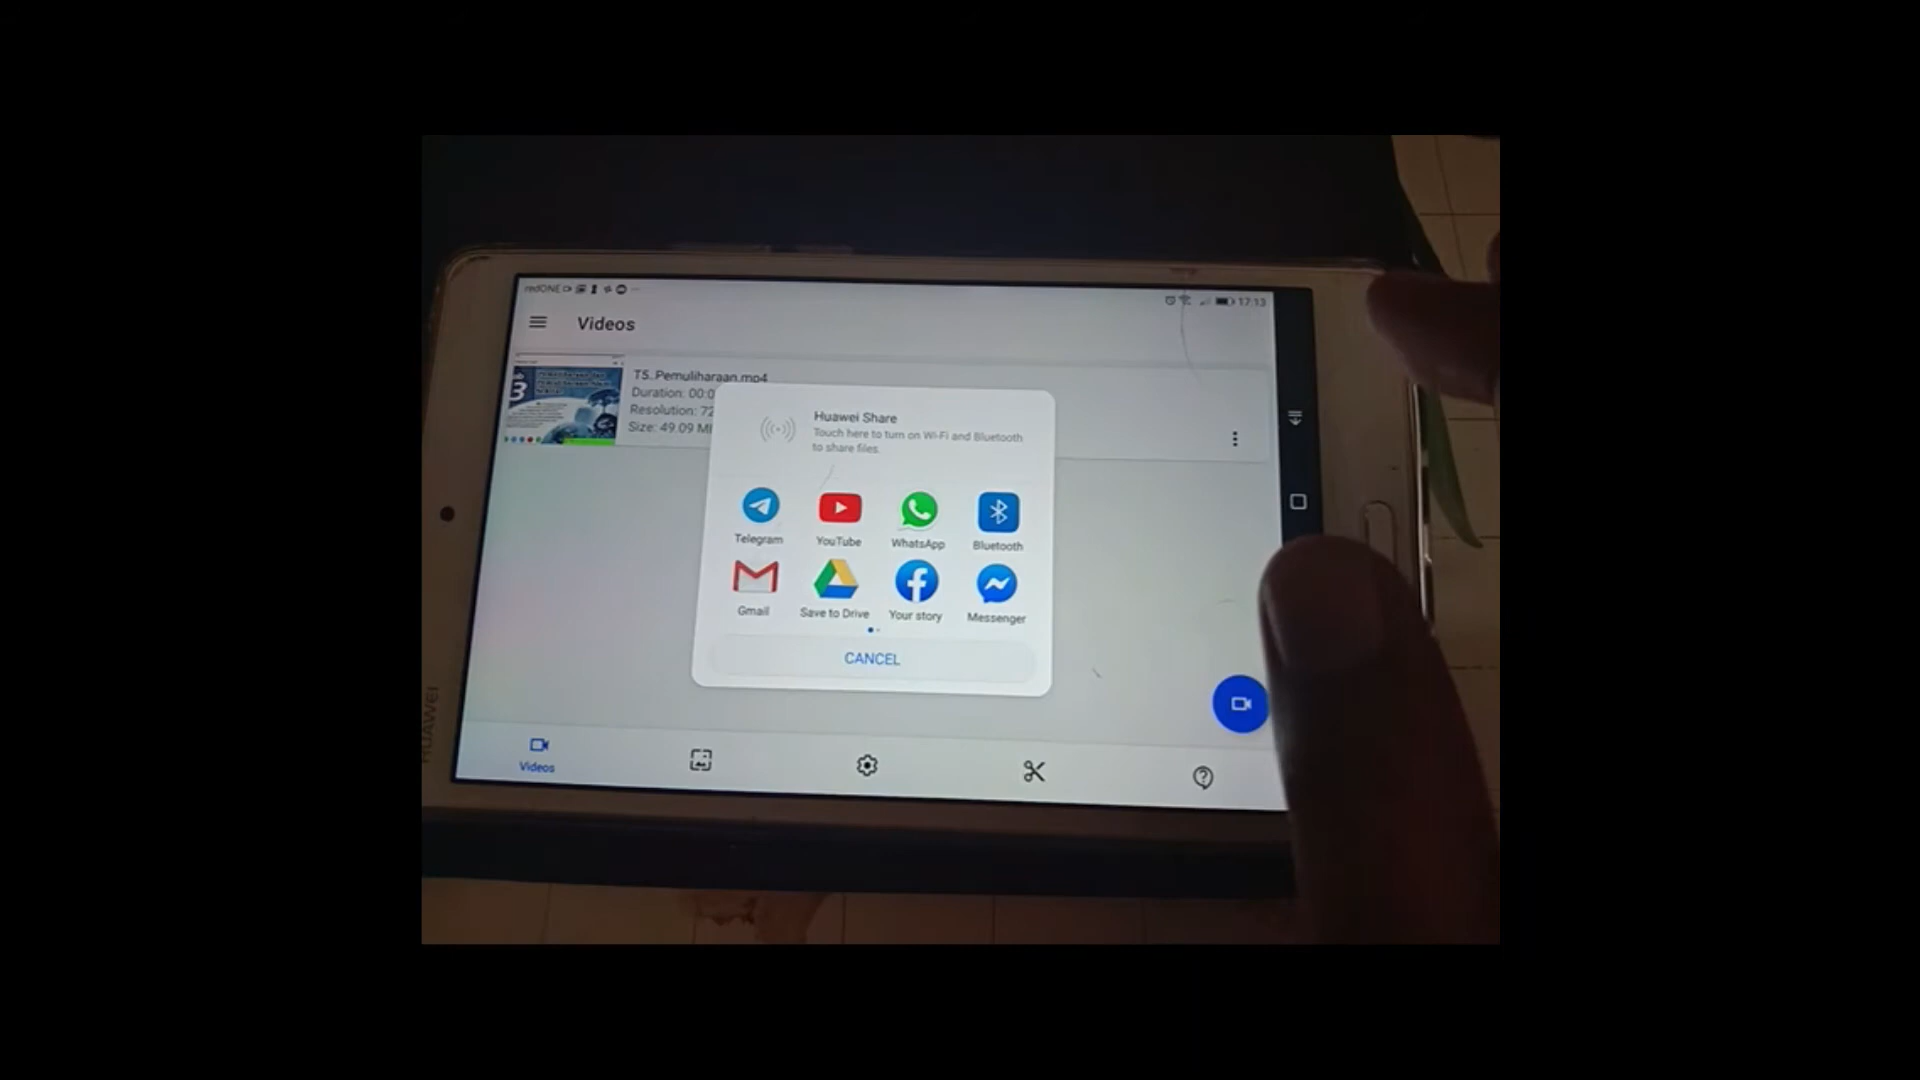 redONE
17:13
Videos
T5..Pemuliharaan.mp4
Duration: 00:0
Resolution: 72
Size: 49.09 M
Huawei Share
Touch here to turn on Wi-Fi and Bluetooth
to share files.
Telegram
YouTube
WhatsApp
Bluetooth
Gmail
Save to Drive
Your story
Messenger
CANCEL
Videos
HUAWEI
3